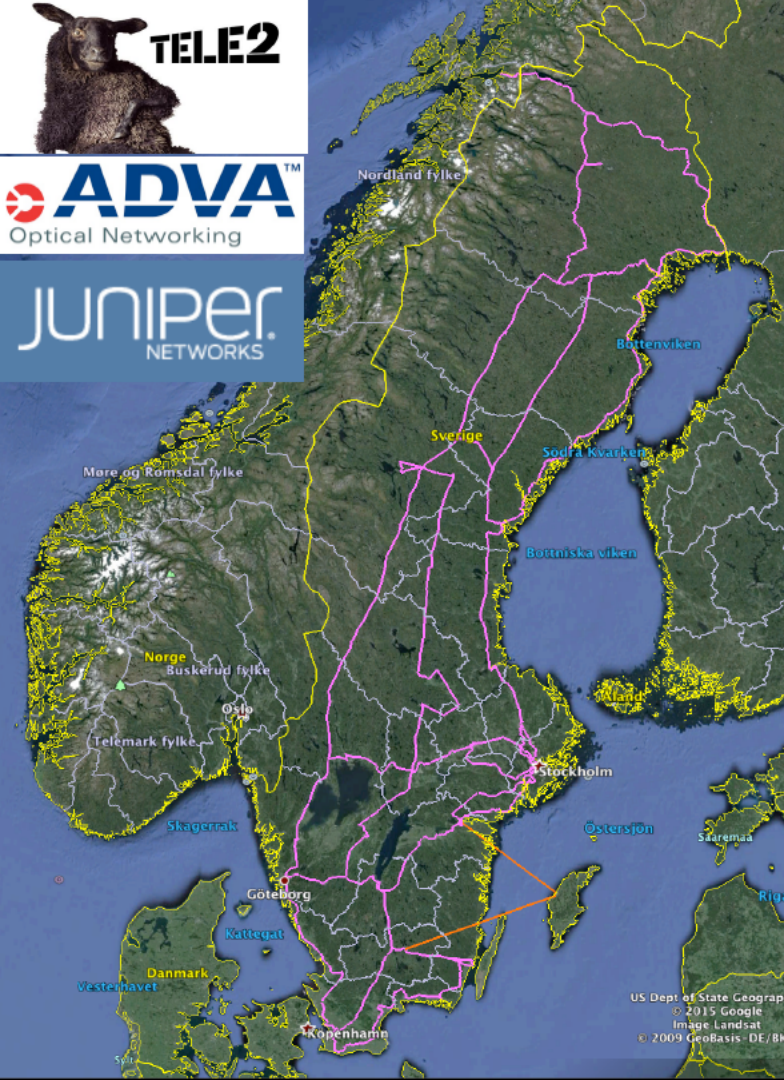 TELE2
ADVA™
Optical Networking
JUNIPER
NETWORKS
Nordland fylke
Bottenviken
Sverige
Södra Kvarken
Møre og Romsdal fylke
Bottniska viken
Norge
Buskerud fylke
Åland
Oslo
Telemark fylke
Stockholm
Skagerrak
Östersjön
Saaremaa
Göteborg
Rig
Kattegat
Danmark
Vesterhavet
US Dept of State Geograp
© 2015 Google
Image Landsat
© 2009 GeoBasis-DE/BK
Köpenhamn